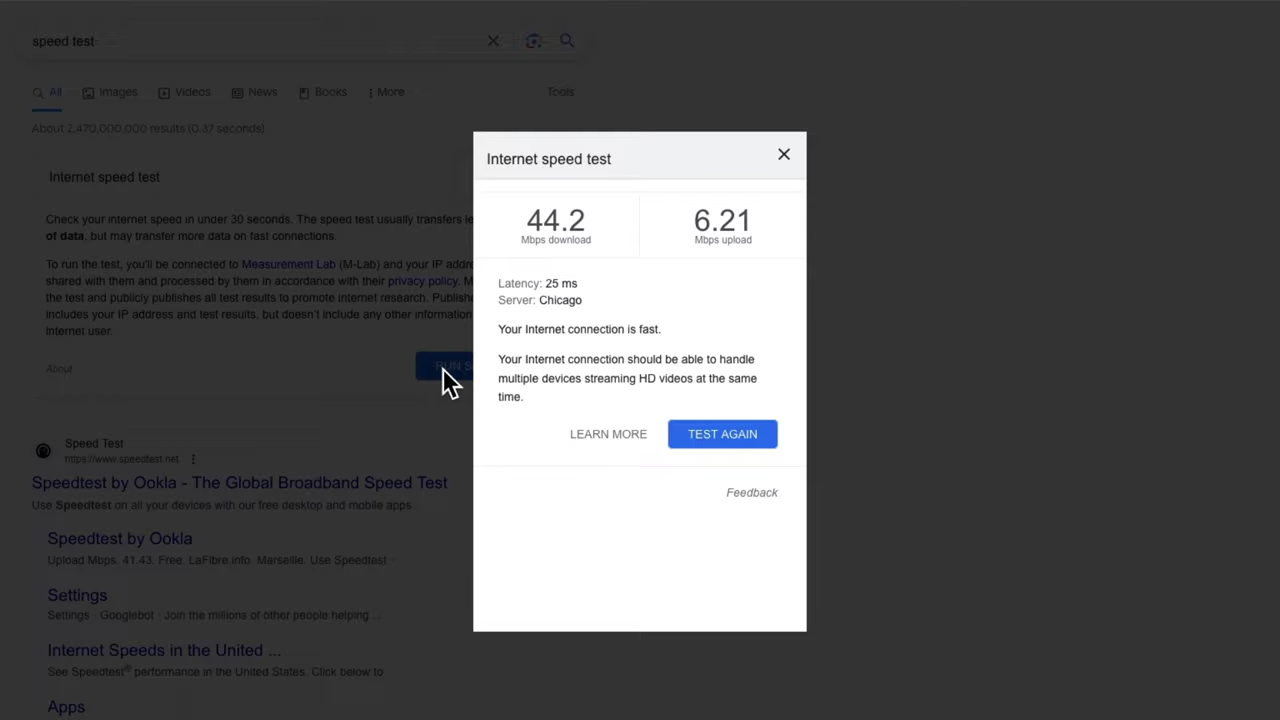 speed test
All
Images
Videos
News
Books
More
Tools
About 2,470,000,000 results (0.37 seconds)
Internet speed test
Check your internet speed in under 30 seconds. The speed test usually transfers
of data, but may transfer more data on fast connections.
To run the test, you'll be connected to Measurement Lab (M-Lab) and your IP
shared with them and processed by them in accordance with their privacy policy.
the test and publicly publishes all test results to promote internet research.
includes your IP address and test results, but doesn't include any other information
internet user.
About
RUN
Speed Test
https://www.speedtest.net
Speedtest by Ookla - The Global Broadband Speed Test
Use Speedtest on all your devices with our free desktop and mobile apps.
Speedtest by Ookla
Upload Mbps. 41.43. Free. LaFibre.info. Marseille. Use Speedtest
Settings
Settings · Googlebot · Join the millions of other people helping ...
Internet Speeds in the United ...
See Speedtest® performance in the United States. Click below to
Apps
Internet speed test
44.2
Mbps download
6.21
Mbps upload
Latency: 25 ms
Server: Chicago
Your Internet connection is fast.
Your Internet connection should be able to handle
multiple devices streaming HD videos at the same
time.
LEARN MORE
TEST AGAIN
Feedback